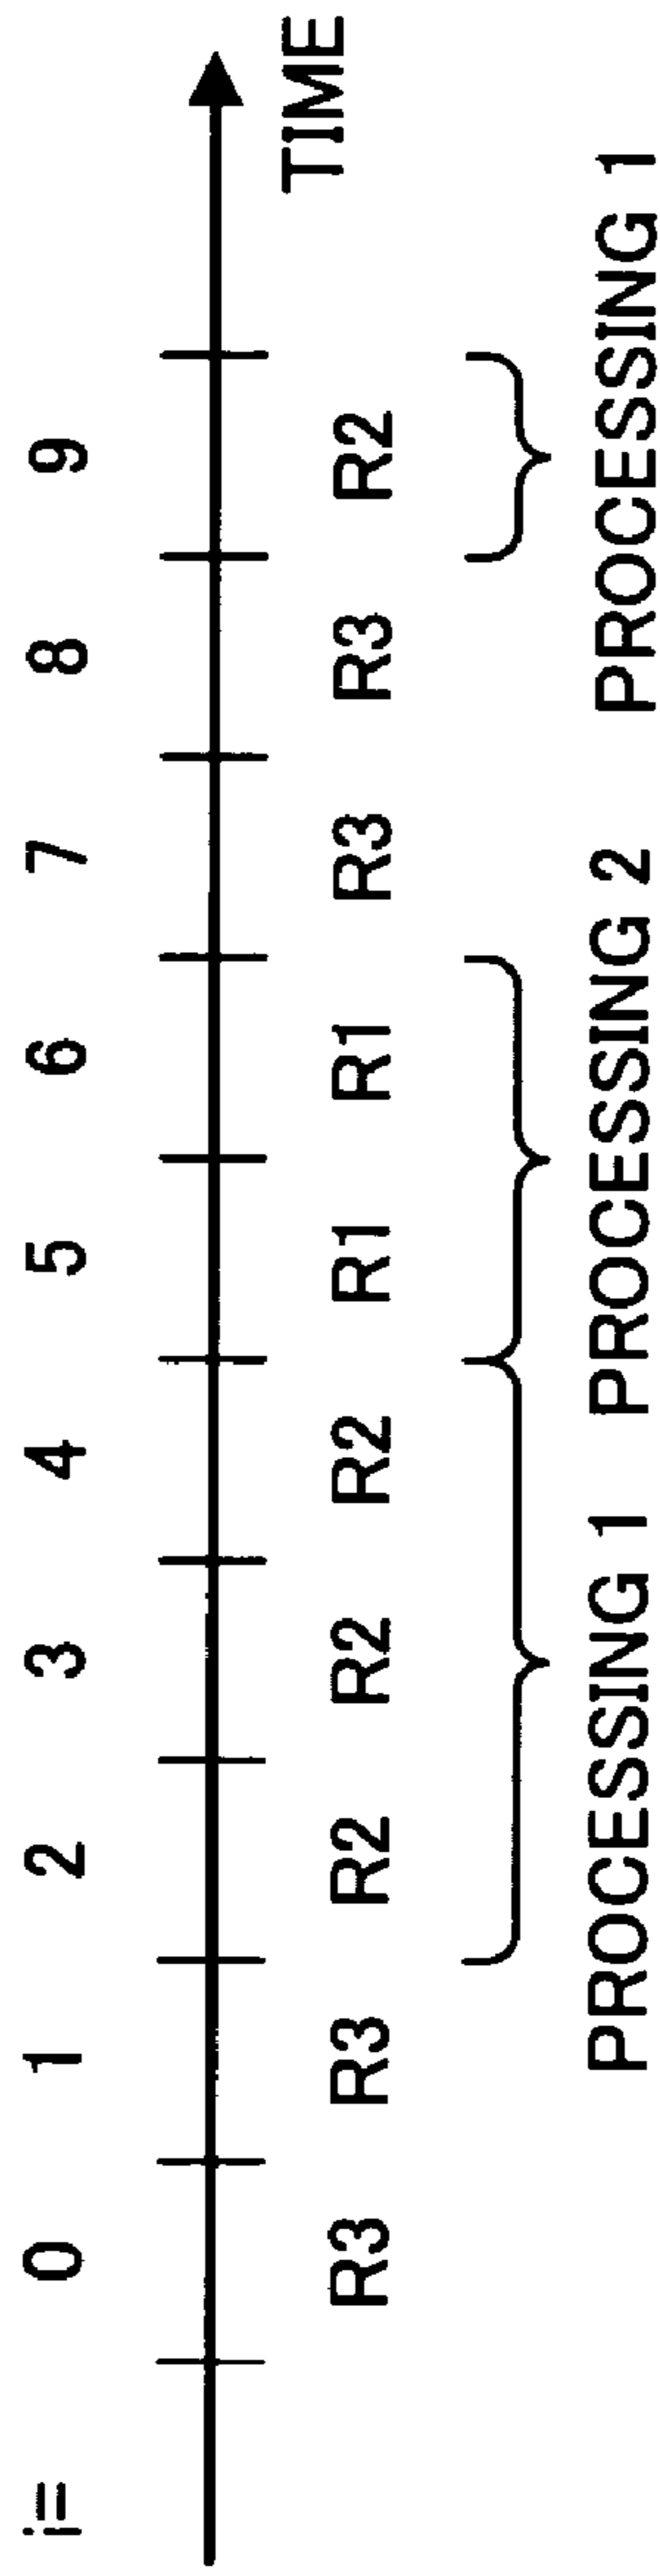 i= 0 1 2 3 4 5 6 7 8 9
TIME
R3 R3 R2 R2 R2 R1 R1 R3 R3 R2
PROCESSING 1 PROCESSING 2 PROCESSING 1